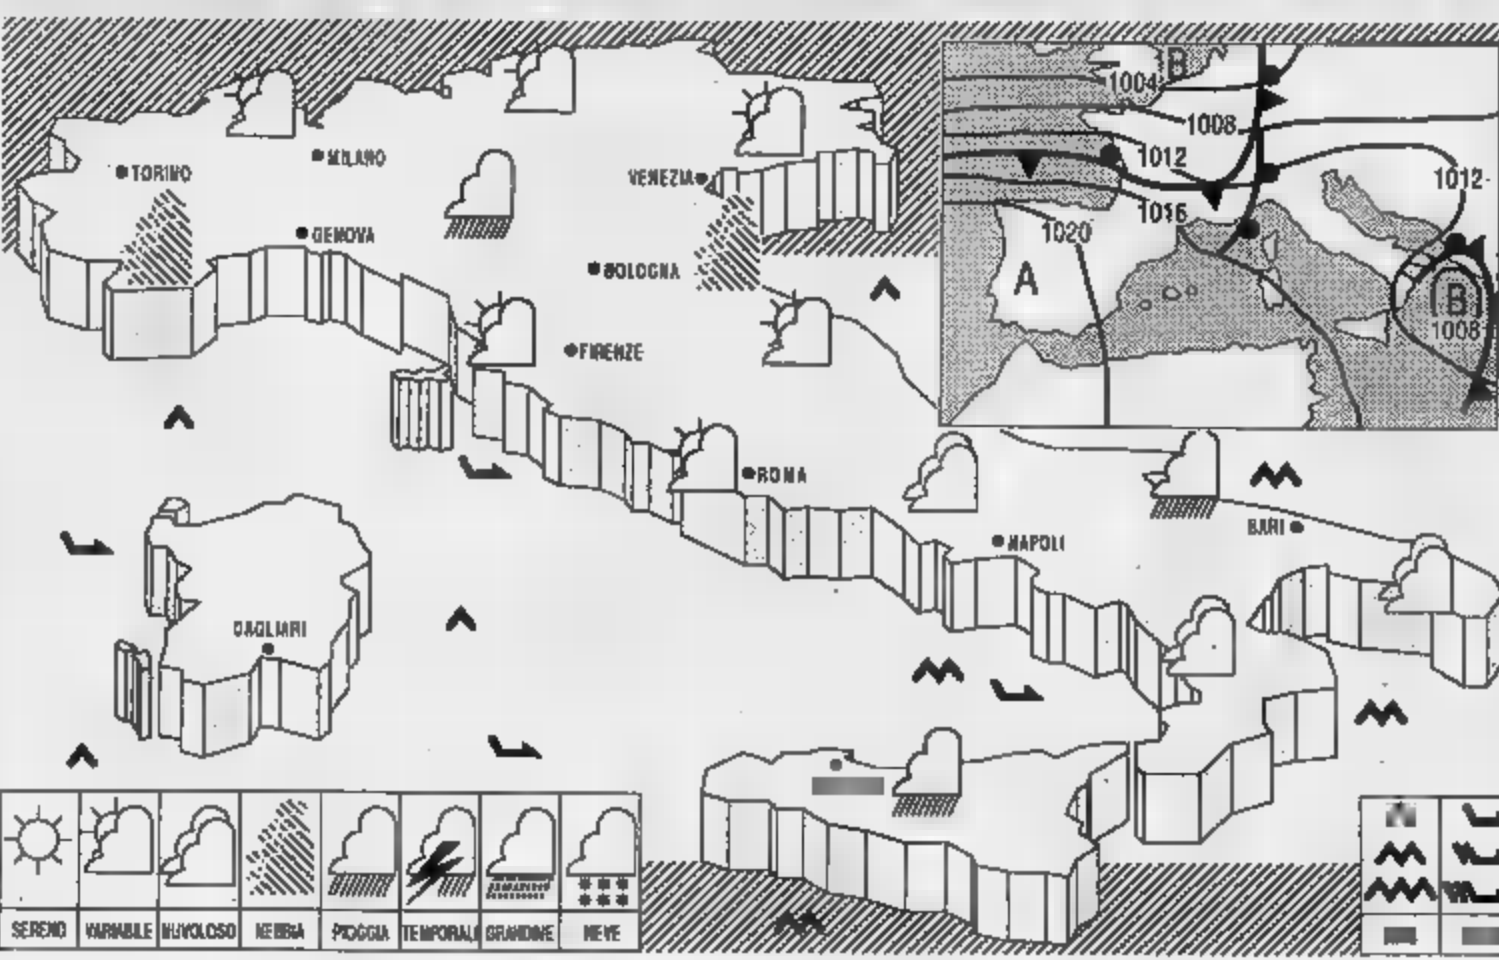 B
1004
1008
1012
1012
1016
1020
A
B
1008
MILANO
TORINO
VENEZIA
GENOVA
BOLOGNA
FIRENZE
ROMA
BARI
NAPOLI
CAGLIARI
SERENO VARIABILE NUVOLOSO NEBBIA PIOGGIA TEMPORALI GRANDINE NEVE